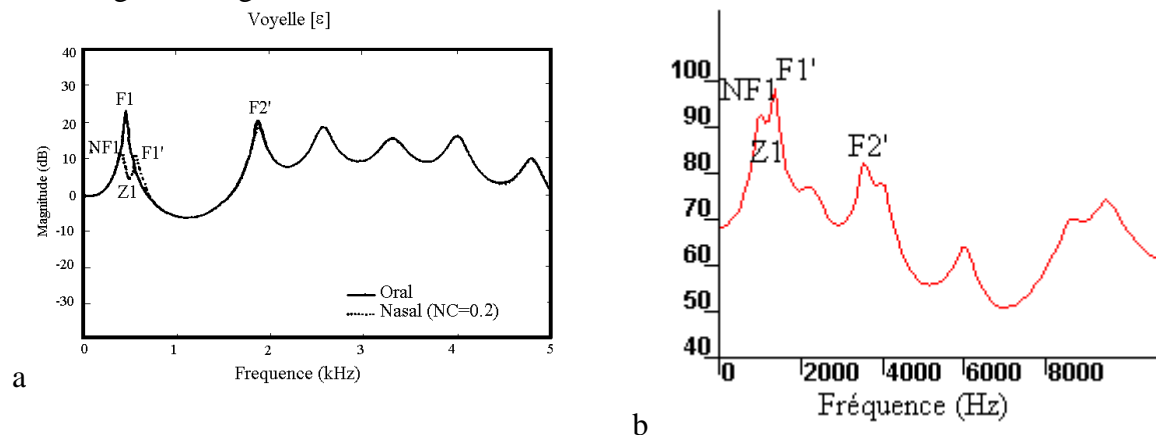 Voyelle [ε]
40
30
20
10
0
-10
-20
-30
Magnitude (dB)
F1
NF1
F1'
Z1
F2'
Oral
Nasal (NC=0.2)
0 1 2 3 4 5
Frequence (kHz)
a
100
90
80
70
60
50
40
NF1
F1'
Z1
F2'
0 2000 4000 6000 8000
Fréquence (Hz)
b